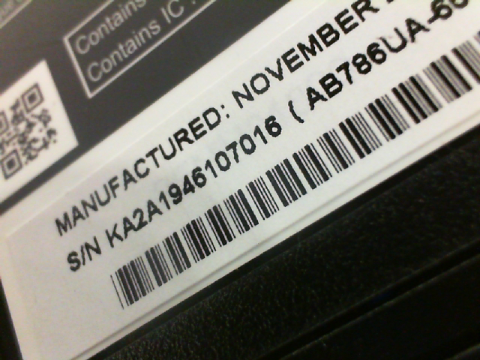 Contains
Contains IC
MANUFACTURED: NOVEMBER
S/N KA2A1946107016 ( AB786UA-